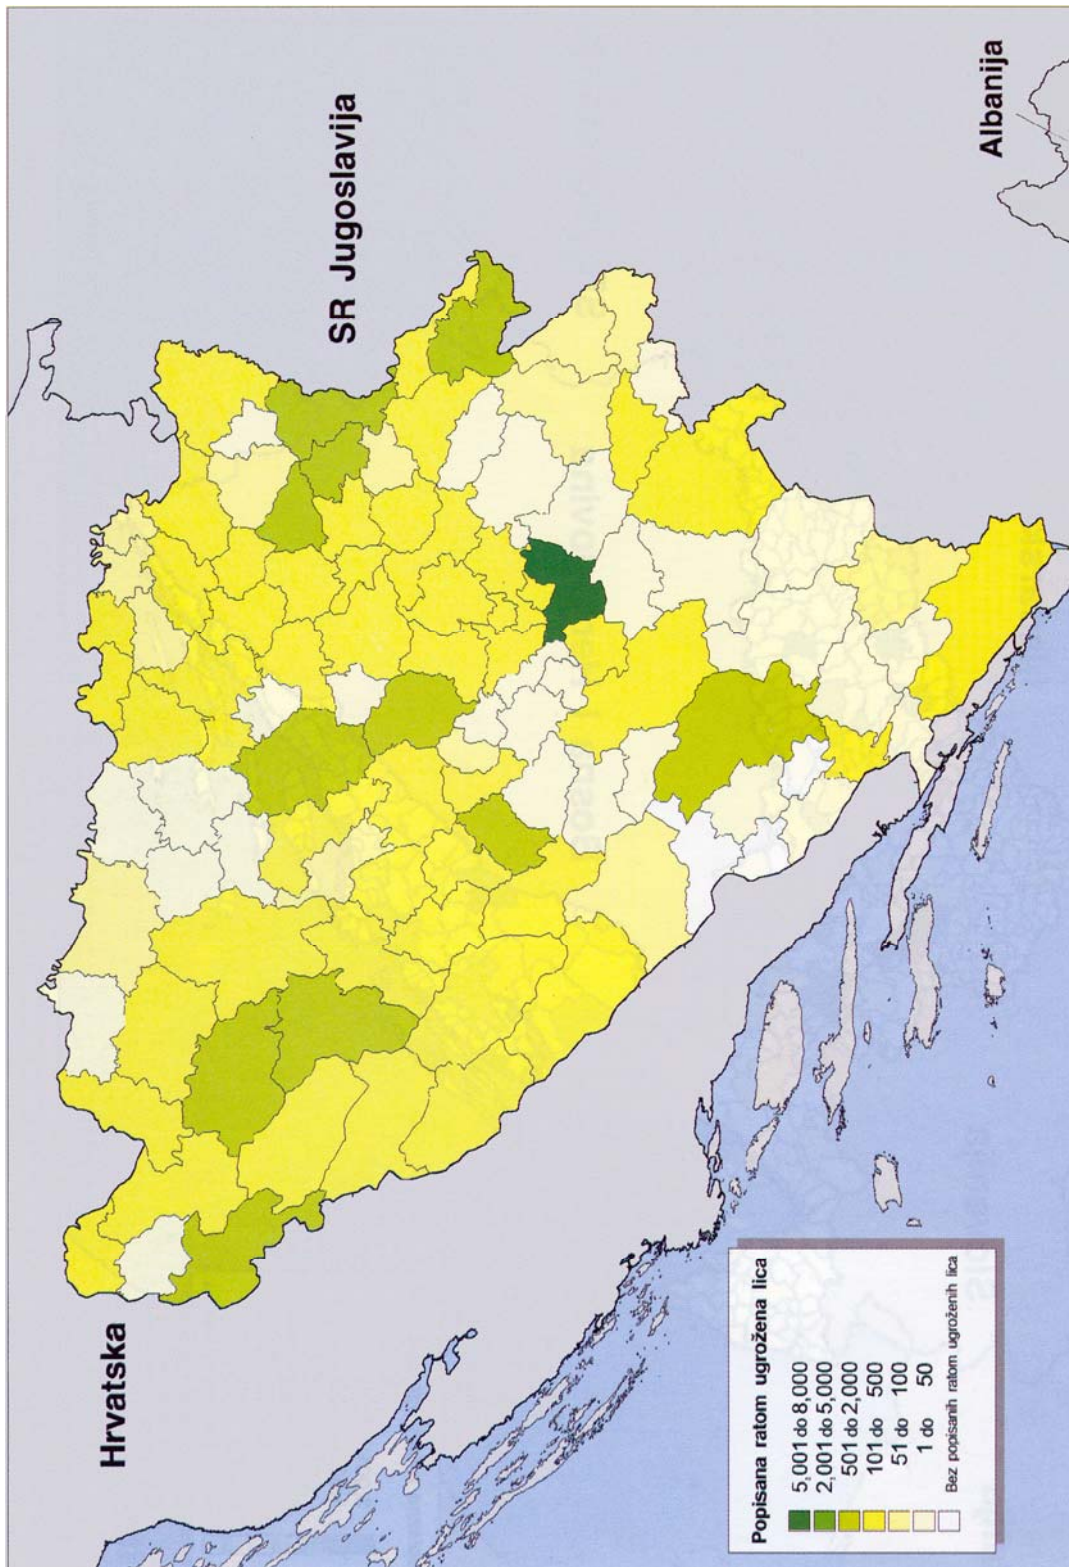 Hrvatska
SR Jugoslavija
Albanija
Popisana ratom ugrožena lica
5,001 do 8,000
2,001 do 5,000
501 do 2,000
101 do 500
51 do 100
1 do 50
Bez popisanih ratom ugroženih lica